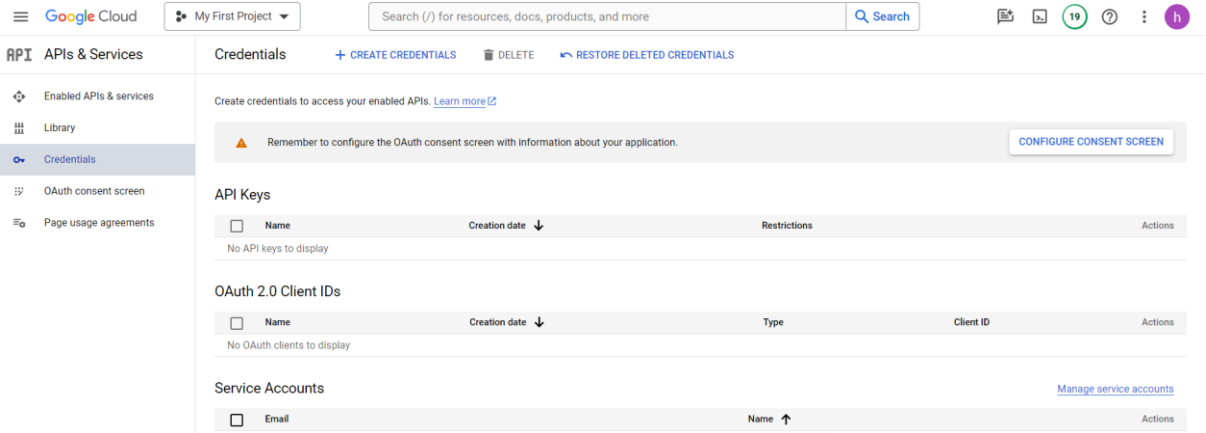 Google Cloud
My First Project
Search (/) for resources, docs, products, and more
Search
19
h
API APIs & Services
Enabled APIs & services
Library
Credentials
OAuth consent screen
Page usage agreements
Credentials
+ CREATE CREDENTIALS
DELETE
RESTORE DELETED CREDENTIALS
Create credentials to access your enabled APIs. Learn more
Remember to configure the OAuth consent screen with information about your application.
CONFIGURE CONSENT SCREEN
API Keys
Name Creation date Restrictions Actions
No API keys to display
OAuth 2.0 Client IDs
Name Creation date Type Client ID Actions
No OAuth clients to display
Service Accounts
Manage service accounts
Email Name Actions